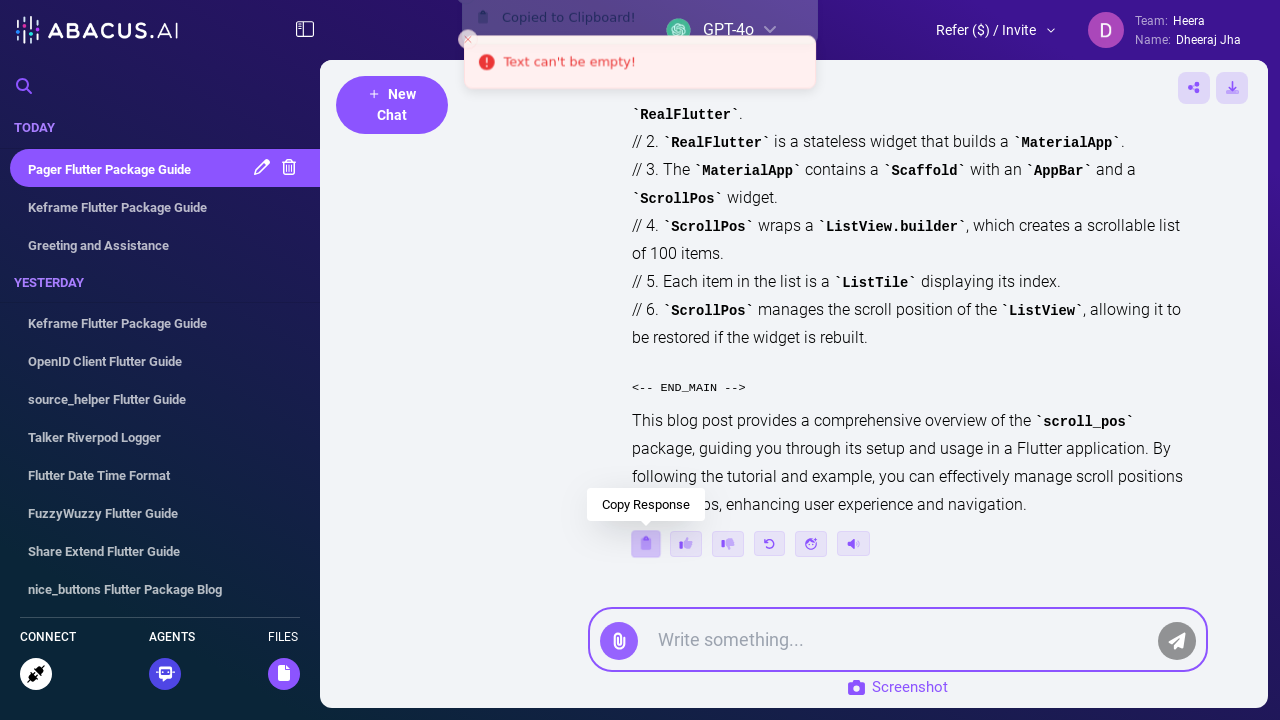 ABACUS.AI
Copied to Clipboard!
GPT-4o
Text can't be empty!
Refer ($) / Invite
D
Team: Heera
Name: Dheeraj Jha
TODAY
Pager Flutter Package Guide
Keframe Flutter Package Guide
Greeting and Assistance
YESTERDAY
Keframe Flutter Package Guide
OpenID Client Flutter Guide
source_helper Flutter Guide
Talker Riverpod Logger
Flutter Date Time Format
FuzzyWuzzy Flutter Guide
Share Extend Flutter Guide
nice_buttons Flutter Package Blog
CONNECT
AGENTS
FILES
+ New
Chat
`RealFlutter`.
// 2. `RealFlutter` is a stateless widget that builds a `MaterialApp`.
// 3. The `MaterialApp` contains a `Scaffold` with an `AppBar` and a
`ScrollPos` widget.
// 4. `ScrollPos` wraps a `ListView.builder`, which creates a scrollable list
of 100 items.
// 5. Each item in the list is a `ListTile` displaying its index.
// 6. `ScrollPos` manages the scroll position of the `ListView`, allowing it to
be restored if the widget is rebuilt.
<-- END_MAIN -->
This blog post provides a comprehensive overview of the `scroll_pos`
package, guiding you through its setup and usage in a Flutter application. By
following the tutorial and example, you can effectively manage scroll positions
Copy Response
enhancing user experience and navigation.
Write something...
Screenshot